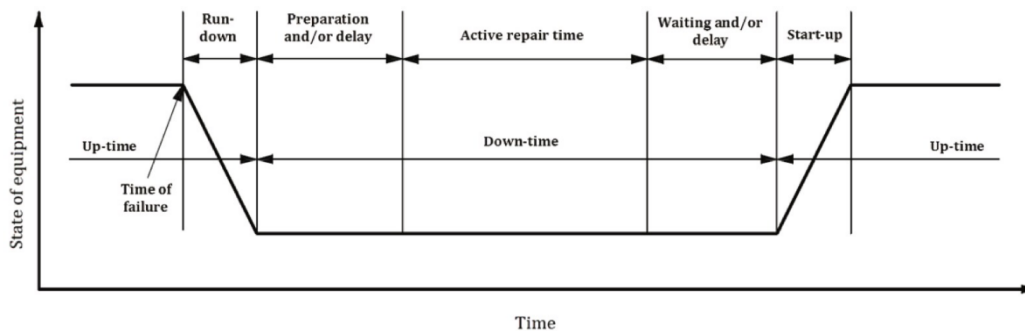 Run-
down
Preparation
and/or delay
Active repair time
Waiting and/or
delay
Start-up
Up-time
Down-time
Up-time
Time of
failure
State of equipment
Time